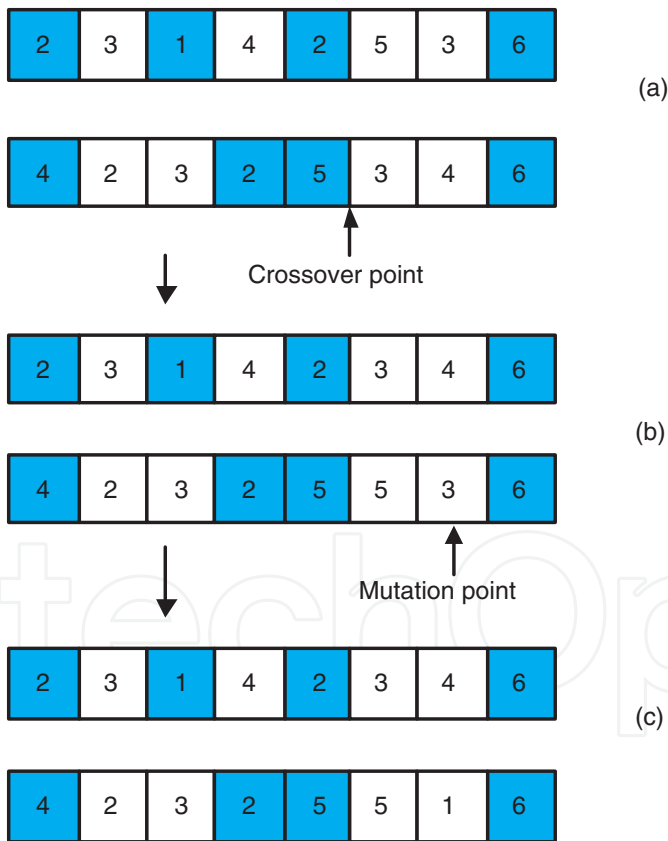 2 3 1 4 2 5 3 6
(a)
4 2 3 2 5 3 4 6
Crossover point
2 3 1 4 2 3 4 6
(b)
4 2 3 2 5 5 3 6
Mutation point
techOp
2 3 1 4 2 3 4 6
(c)
4 2 3 2 5 5 1 6